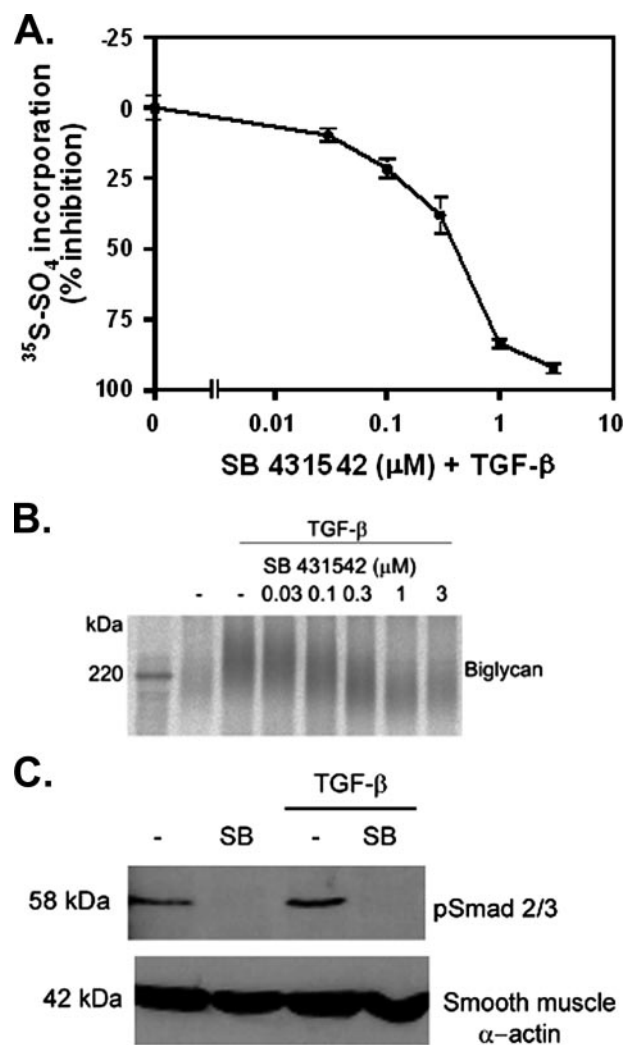 A.
³⁵S-SO₄ incorporation
(% inhibition)
-25
0
25
50
75
100
0 0.01 0.1 1 10
SB 431542 (µM) + TGF-β
B.
TGF-β
SB 431542 (µM)
- - 0.03 0.1 0.3 1 3
kDa
220
Biglycan
C.
TGF-β
- SB - SB
58 kDa
pSmad 2/3
42 kDa
Smooth muscle
α-actin